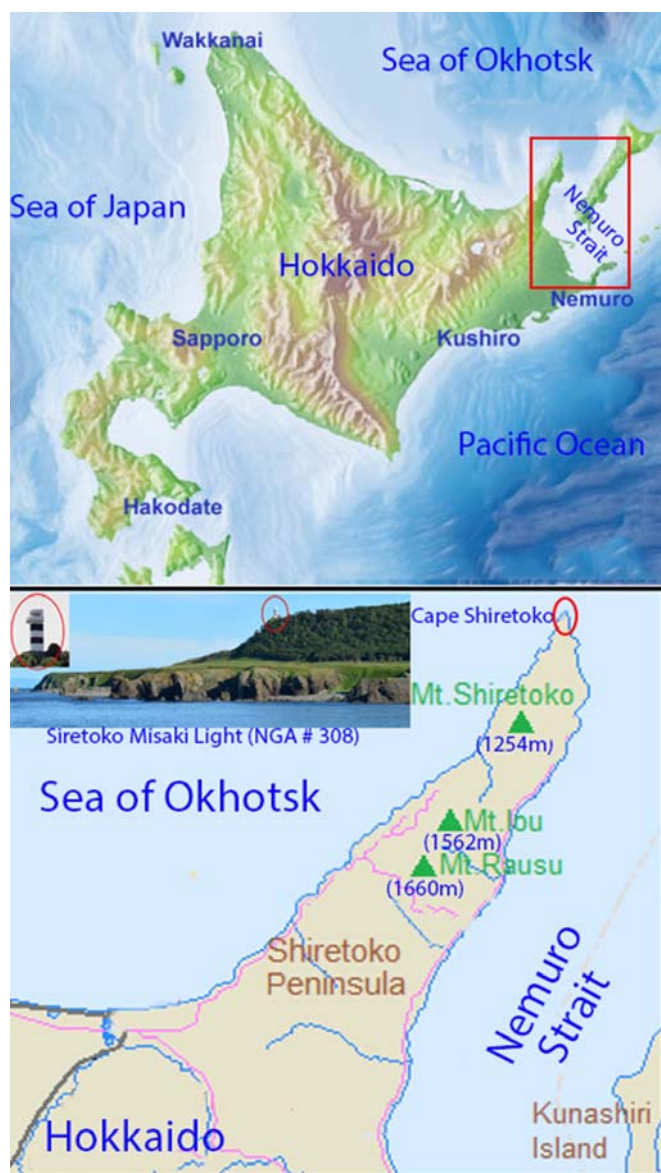 Wakkanai
Sea of Okhotsk
Sea of Japan
Hokkaido
Nemuro
Strait
Nemuro
Sapporo
Kushiro
Pacific Ocean
Hakodate
Cape Shiretoko
Mt.Shiretoko
(1254m)
Siretoko Misaki Light (NGA # 308)
Sea of Okhotsk
Mt.Iou
(1562m)
Mt.Rausu
(1660m)
Shiretoko
Peninsula
Nemuro
Strait
Kunashiri
Island
Hokkaido